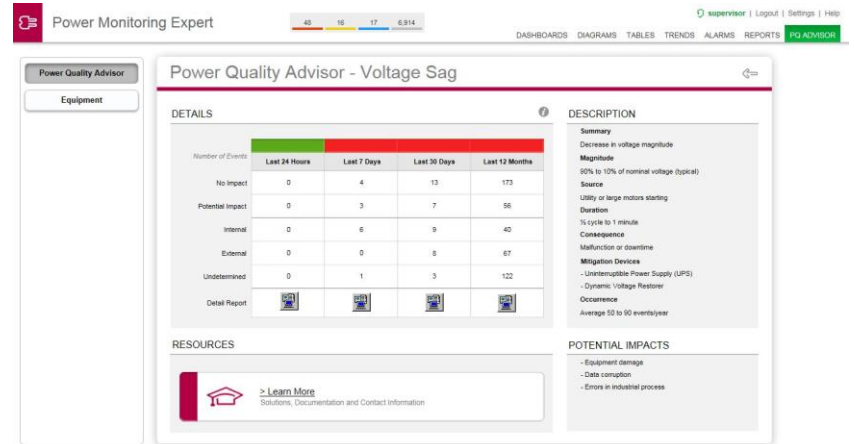 Power Monitoring Expert
48 16 17 6,914
supervisor | Logout | Settings | Help
DASHBOARDS DIAGRAMS TABLES TRENDS ALARMS REPORTS PQ ADVISOR
Power Quality Advisor
Equipment
Power Quality Advisor - Voltage Sag
DETAILS
Number of Events Last 24 Hours Last 7 Days Last 30 Days Last 12 Months
No Impact 0 4 13 173
Potential Impact 0 3 7 56
Internal 0 6 9 40
External 0 0 8 67
Undetermined 0 1 3 122
Detail Report
DESCRIPTION
Summary
Decrease in voltage magnitude
Magnitude
90% to 10% of nominal voltage (typical)
Source
Utility or large motors starting
Duration
½ cycle to 1 minute
Consequence
Malfunction or downtime
Mitigation Devices
- Uninterruptible Power Supply (UPS)
- Dynamic Voltage Restorer
Occurrence
Average 50 to 90 events/year
RESOURCES
> Learn More
Solutions, Documentation and Contact Information
POTENTIAL IMPACTS
- Equipment damage
- Data corruption
- Errors in industrial process